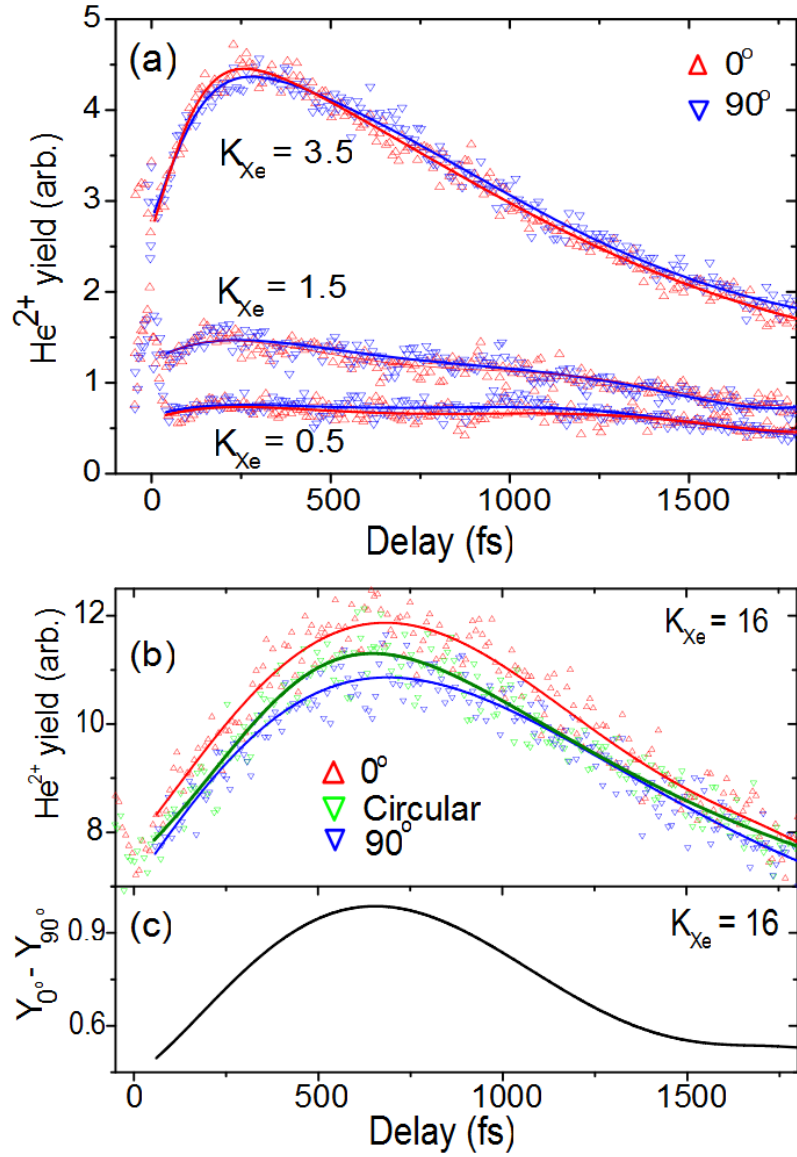 (a)
△ 0°
▽ 90°
K_Xe = 3.5
K_Xe = 1.5
K_Xe = 0.5
He²⁺ yield (arb.)
5
4
3
2
1
0
0 500 1000 1500
Delay (fs)
(b)
K_Xe = 16
△ 0°
▽ Circular
▽ 90°
He²⁺ yield (arb.)
12
10
8
(c)
K_Xe = 16
Y_0° - Y_90°
0.9
0.6
0 500 1000 1500
Delay (fs)